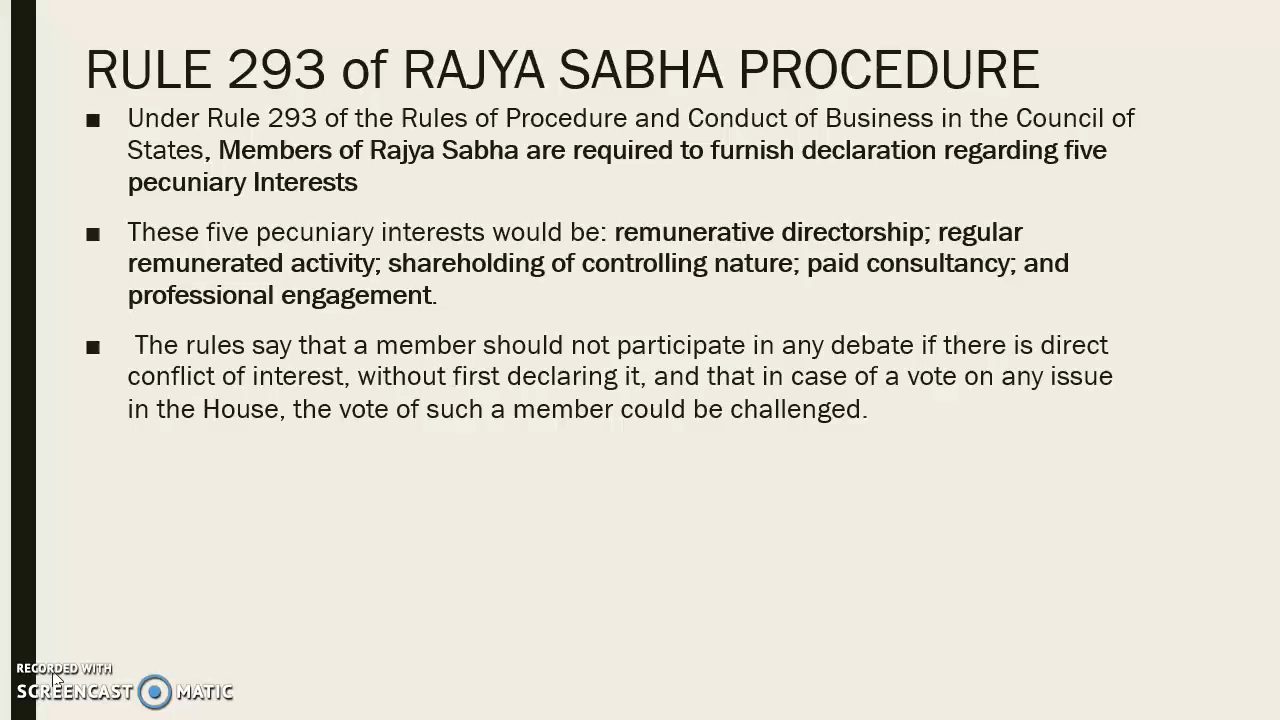 RULE 293 of RAJYA SABHA PROCEDURE
■ Under Rule 293 of the Rules of Procedure and Conduct of Business in the Council of
States, Members of Rajya Sabha are required to furnish declaration regarding five
pecuniary Interests
■ These five pecuniary interests would be: remunerative directorship; regular
remunerated activity; shareholding of controlling nature; paid consultancy; and
professional engagement.
■ The rules say that a member should not participate in any debate if there is direct
conflict of interest, without first declaring it, and that in case of a vote on any issue
in the House, the vote of such a member could be challenged.
RECORDED WITH
SCREENCAST MATIC